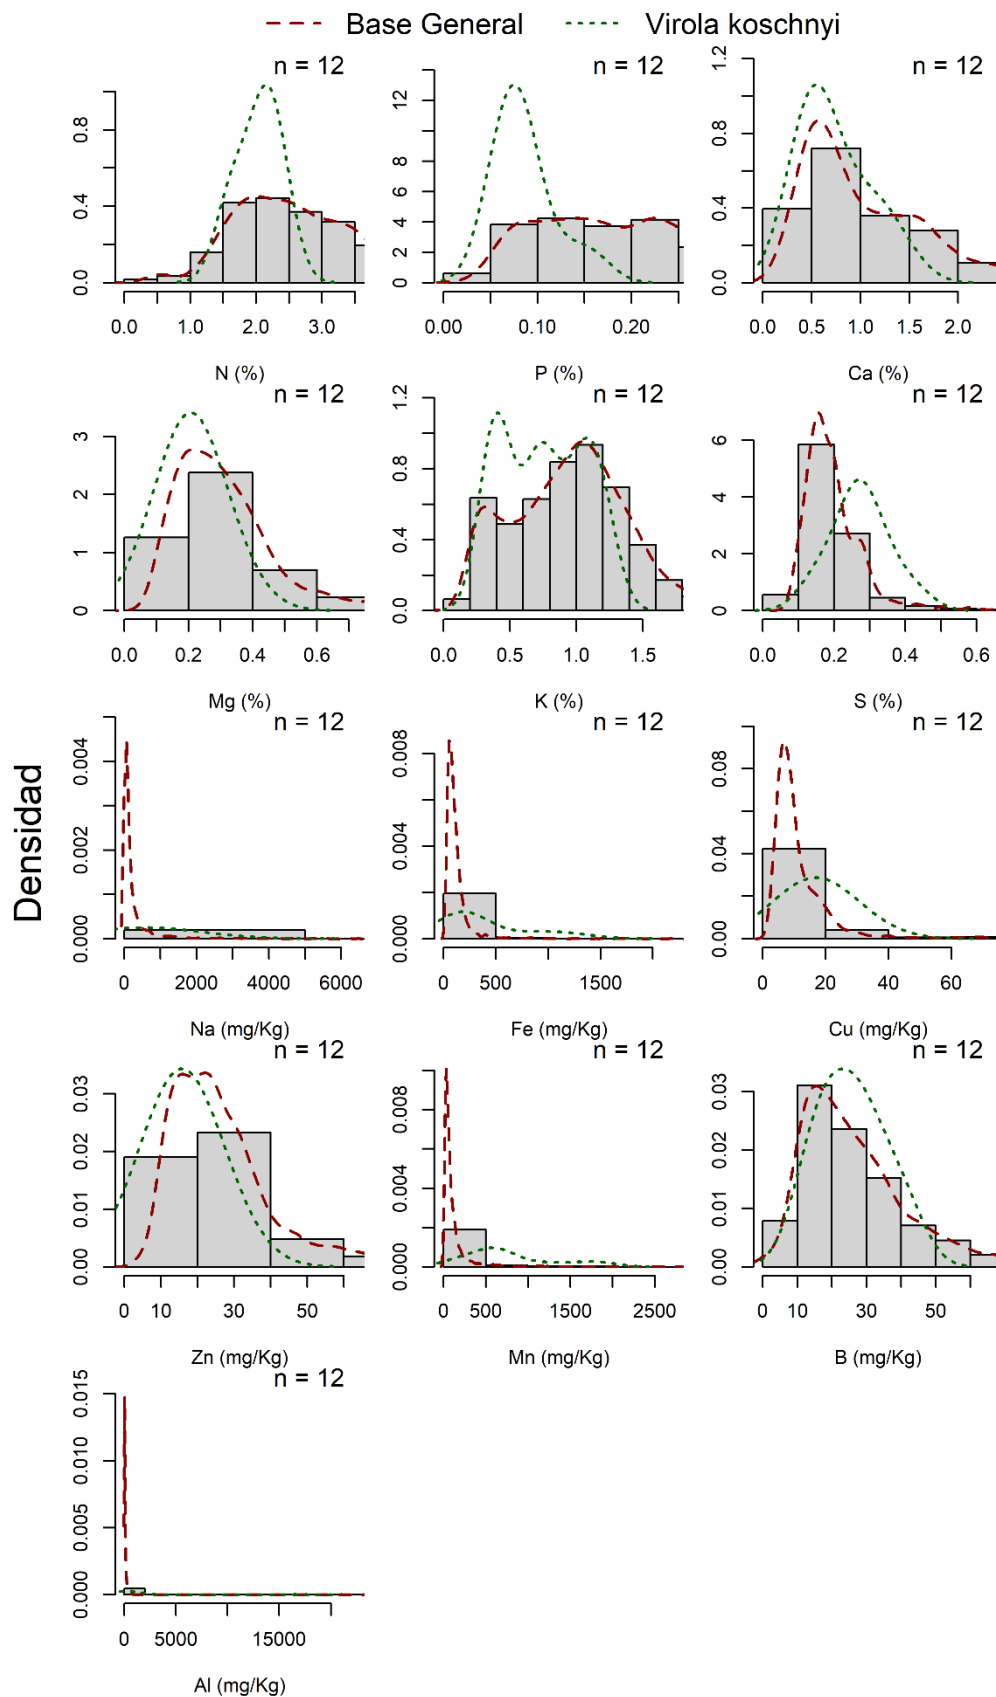 Base General Virola koschnyi
n = 12 n = 12 n = 12
0.0 0.4 0.8
0 2 4 6 8 12
0.0 0.4 0.8 1.2
0.0 1.0 2.0 3.0
0.00 0.10 0.20
0.0 0.5 1.0 1.5 2.0
N (%) P (%) Ca (%)
n = 12 n = 12 n = 12
0 1 2 3
0.0 0.4 0.8 1.2
0 2 4 6
0.0 0.2 0.4 0.6
0.0 0.5 1.0 1.5
0.0 0.2 0.4 0.6
Mg (%) K (%) S (%)
n = 12 n = 12 n = 12
Densidad
0.000 0.002 0.004
0.000 0.004 0.008
0.00 0.04 0.08
0 2000 4000 6000
0 500 1500
0 20 40 60
Na (mg/Kg) Fe (mg/Kg) Cu (mg/Kg)
n = 12 n = 12 n = 12
0.00 0.01 0.02 0.03
0.000 0.004 0.008
0.00 0.01 0.02 0.03
0 10 30 50
0 500 1500 2500
0 10 30 50
Zn (mg/Kg) Mn (mg/Kg) B (mg/Kg)
n = 12
0.000 0.005 0.010 0.015
0 5000 15000
Al (mg/Kg)